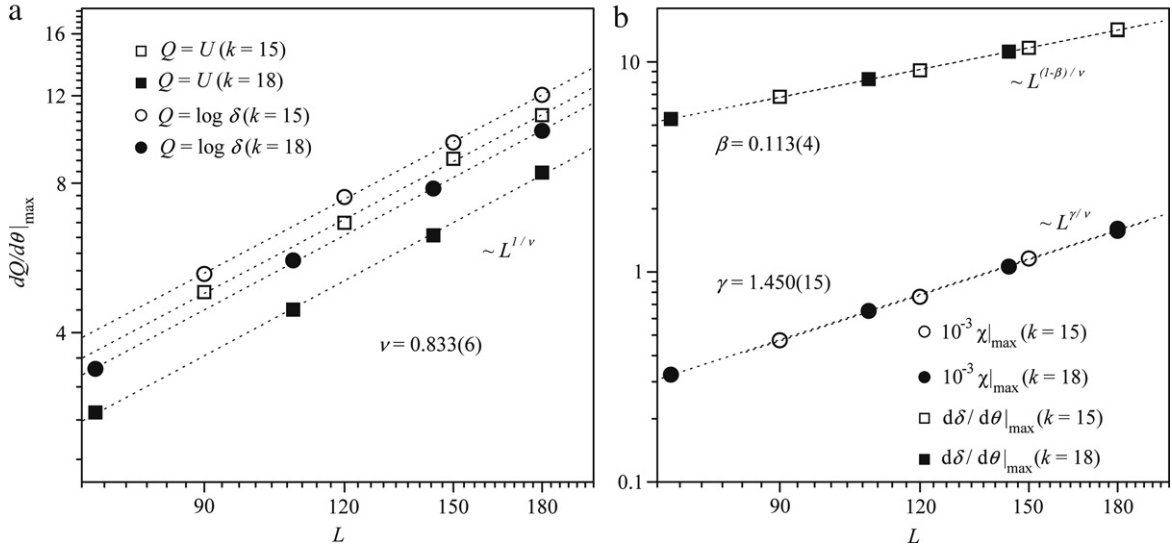 a
16
12
8
4
dQ/dθ|max
Q = U (k = 15)
Q = U (k = 18)
Q = log δ (k = 15)
Q = log δ (k = 18)
~ L^{1/ν}
ν = 0.833(6)
90 120 150 180
L
b
10
1
0.1
~ L^{(1-β)/ν}
β = 0.113(4)
~ L^{γ/ν}
γ = 1.450(15)
10^{-3} χ|max (k = 15)
10^{-3} χ|max (k = 18)
dδ / dθ|max (k = 15)
dδ / dθ|max (k = 18)
90 120 150 180
L